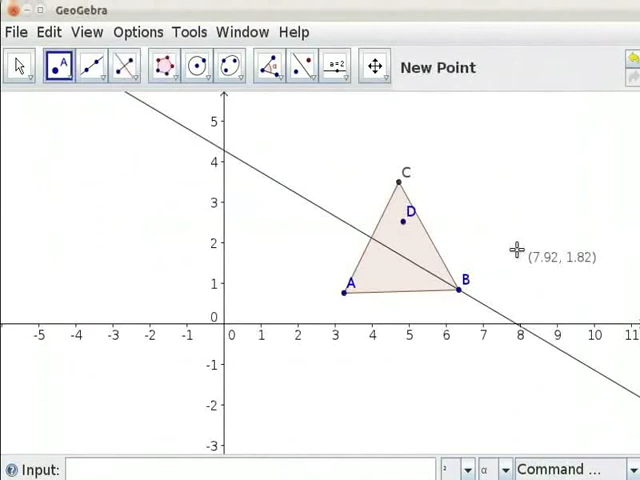 GeoGebra
File Edit View Options Tools Window Help
A α a=2 New Point
5
4
3
2
1
0
-1
-2
-3
-5 -4 -3 -2 -1 0 1 2 3 4 5 6 7 8 9 10 11
C
D
A
B
(7.92, 1.82)
Input: ² α Command ...